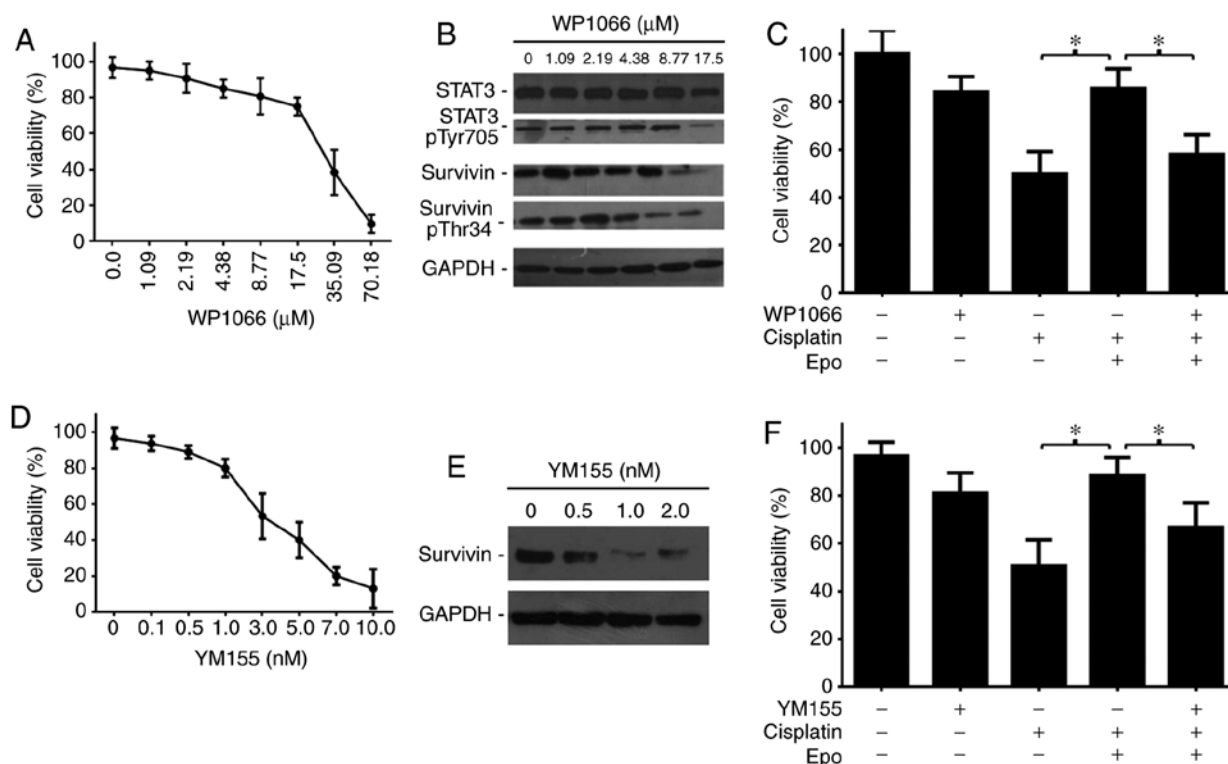 A
Cell viability (%)
100
80
60
40
20
0
0.0 1.09 2.19 4.38 8.77 17.5 35.09 70.18
WP1066 (µM)
B
WP1066 (µM)
0 1.09 2.19 4.38 8.77 17.5
STAT3 -
STAT3
pTyr705 -
Survivin -
Survivin
pThr34 -
GAPDH -
C
* *
Cell viability (%)
100
80
60
40
20
0
WP1066 – + – – +
Cisplatin – – + + +
Epo – – – + +
D
Cell viability (%)
100
80
60
40
20
0
0 0.1 0.5 1.0 3.0 5.0 7.0 10.0
YM155 (nM)
E
YM155 (nM)
0 0.5 1.0 2.0
Survivin -
GAPDH -
F
* *
Cell viability (%)
100
80
60
40
20
0
YM155 – + – – +
Cisplatin – – + + +
Epo – – – + +